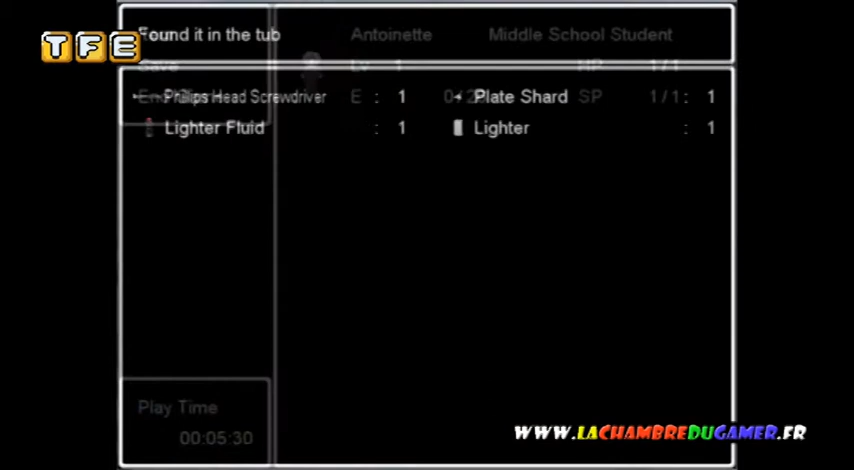 TFE
Found it in the tub
Antoinette Middle School Student
Save Lv 1 HP 1/1
Philips Head Screwdriver : 1 Plate Shard : 1
E SP 1/1
Lighter Fluid : 1 Lighter : 1
Play Time
00:05:30
WWW.LACHAMBREDUGAMER.FR